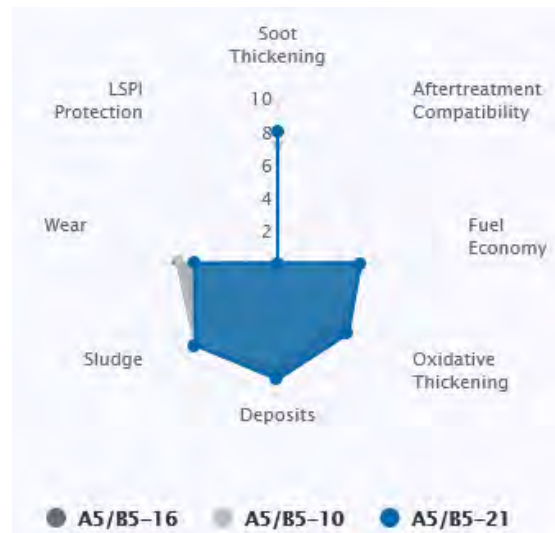 Soot
Thickening
LSPI
Protection
10
Aftertreatment
Compatibility
8
6
4
2
Wear
Fuel
Economy
Sludge
Oxidative
Thickening
Deposits
A5/B5-16 A5/B5-10 A5/B5-21